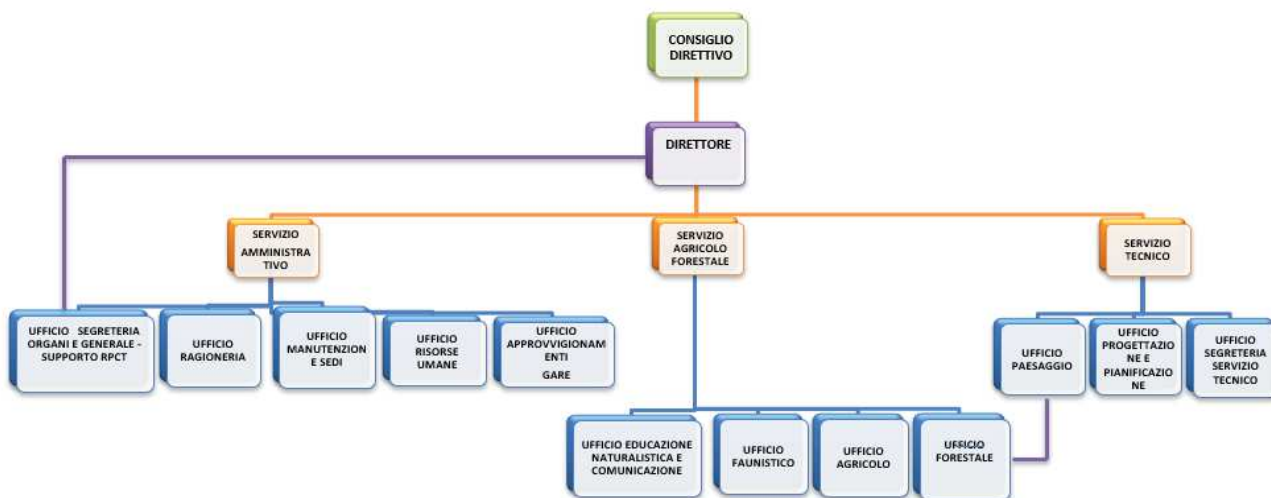 CONSIGLIO
DIRETTIVO
DIRETTORE
SERVIZIO
AMMINISTRA
TIVO
SERVIZIO
AGRICOLO
FORESTALE
SERVIZIO
TECNICO
UFFICIO SEGRETERIA
ORGANI E GENERALE -
SUPPORTO RPCT
UFFICIO
RAGIONERIA
UFFICIO
MANUTENZION
E SEDI
UFFICIO
RISORSE
UMANE
UFFICIO
APPROVVIGIONAM
ENTI
GARE
UFFICIO
PAESAGGIO
UFFICIO
PROGETTAZIO
NE E
PIANIFICAZIO
NE
UFFICIO
SEGRETERIA
SERVIZIO
TECNICO
UFFICIO EDUCAZIONE
NATURALISTICA E
COMUNICAZIONE
UFFICIO
FAUNISTICO
UFFICIO
AGRICOLO
UFFICIO
FORESTALE